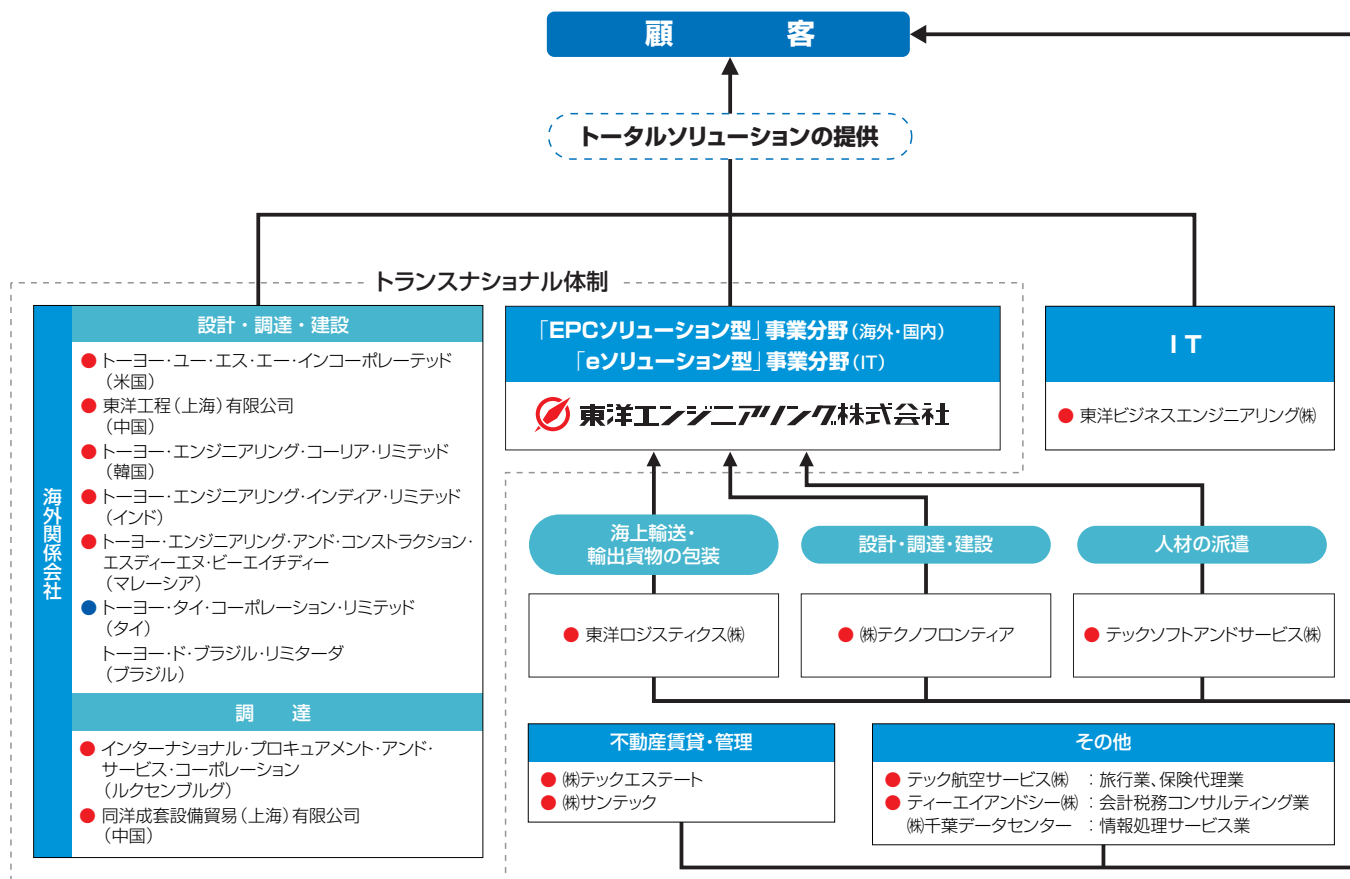 顧 客
トータルソリューションの提供
トランスナショナル体制
海外関係会社
設計・調達・建設
● トーヨー・ユー・エス・エー・インコーポレーテッド
（米国）
● 東洋工程（上海）有限公司
（中国）
● トーヨー・エンジニアリング・コーリア・リミテッド
（韓国）
● トーヨー・エンジニアリング・インディア・リミテッド
（インド）
● トーヨー・エンジニアリング・アンド・コンストラクション・
エスディーエヌ・ビーエイチディー
（マレーシア）
● トーヨー・タイ・コーポレーション・リミテッド
（タイ）
トーヨー・ド・ブラジル・リミターダ
（ブラジル）
調 達
● インターナショナル・プロキュアメント・アンド・
サービス・コーポレーション
（ルクセンブルグ）
● 同洋成套設備貿易（上海）有限公司
（中国）
「EPCソリューション型」事業分野（海外・国内）
「eソリューション型」事業分野（IT）
東洋エンジニアリング株式会社
IT
● 東洋ビジネスエンジニアリング㈱
海上輸送・
輸出貨物の包装
● 東洋ロジスティクス㈱
設計・調達・建設
● ㈱テクノフロンティア
人材の派遣
● テックソフトアンドサービス㈱
不動産賃貸・管理
● ㈱テックエステート
● ㈱サンテック
その他
● テック航空サービス㈱ ：旅行業、保険代理業
● ティーエイアンドシー㈱ ：会計税務コンサルティング業
㈱千葉データセンター ：情報処理サービス業